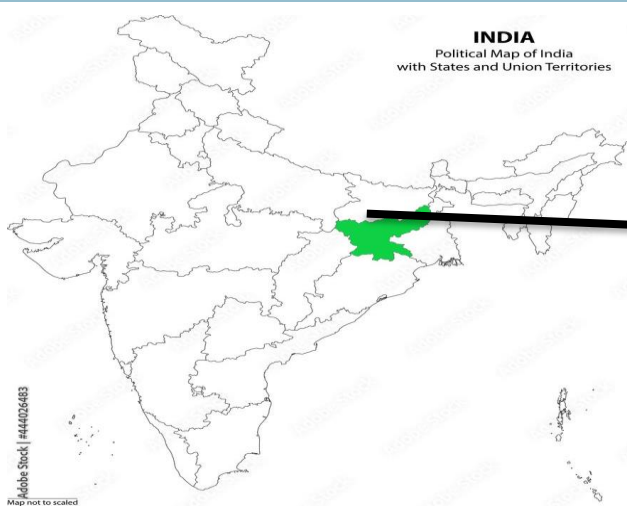 INDIA
Political Map of India
with States and Union Territories
Adobe Stock | #444026483
Map not to scaled